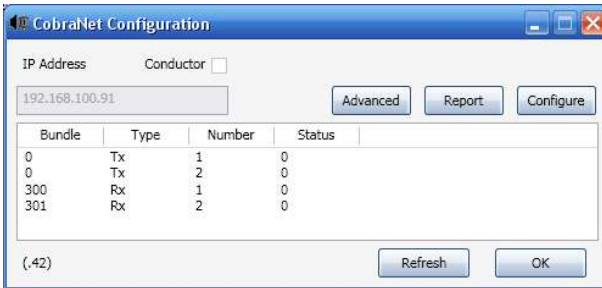 CobraNet Configuration
IP Address Conductor
192.168.100.91 Advanced Report Configure
Bundle Type Number Status
0 Tx 1 0
0 Tx 2 0
300 Rx 1 0
301 Rx 2 0
(.42) Refresh OK